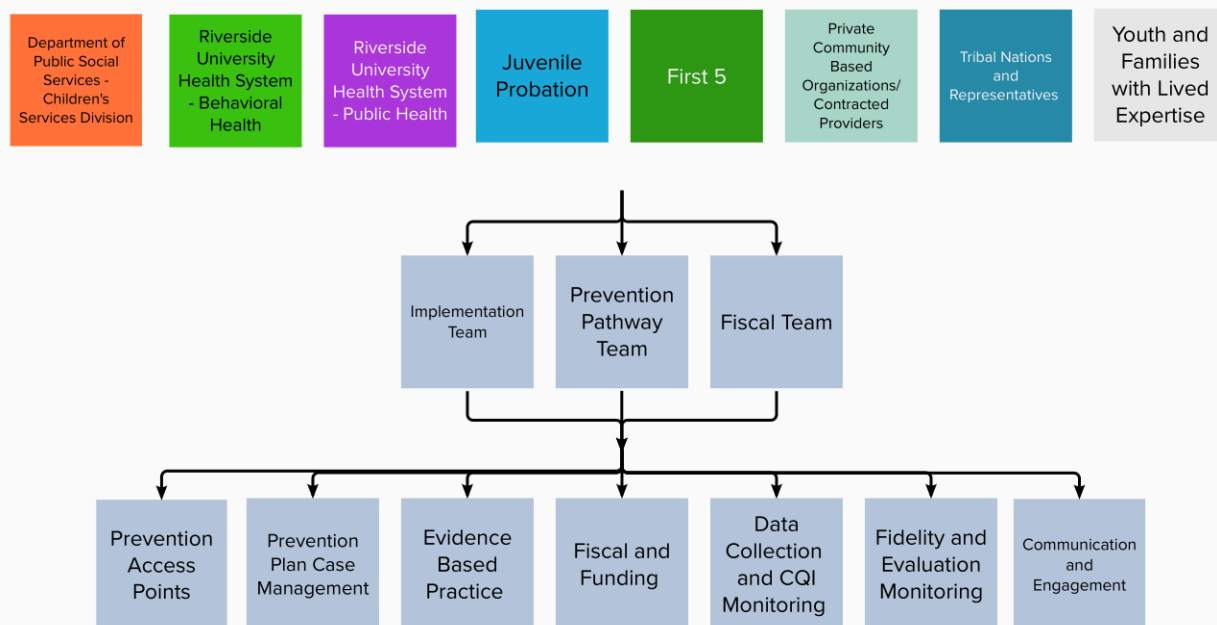 Department of
Public Social
Services -
Children's
Services Division
Riverside
University
Health System
- Behavioral
Health
Riverside
University
Health System
- Public Health
Juvenile
Probation
First 5
Private
Community
Based
Organizations/
Contracted
Providers
Tribal Nations
and
Representatives
Youth and
Families
with Lived
Expertise
Implementation
Team
Prevention
Pathway
Team
Fiscal Team
Prevention
Access
Points
Prevention
Plan Case
Management
Evidence
Based
Practice
Fiscal and
Funding
Data
Collection
and CQI
Monitoring
Fidelity and
Evaluation
Monitoring
Communication
and
Engagement